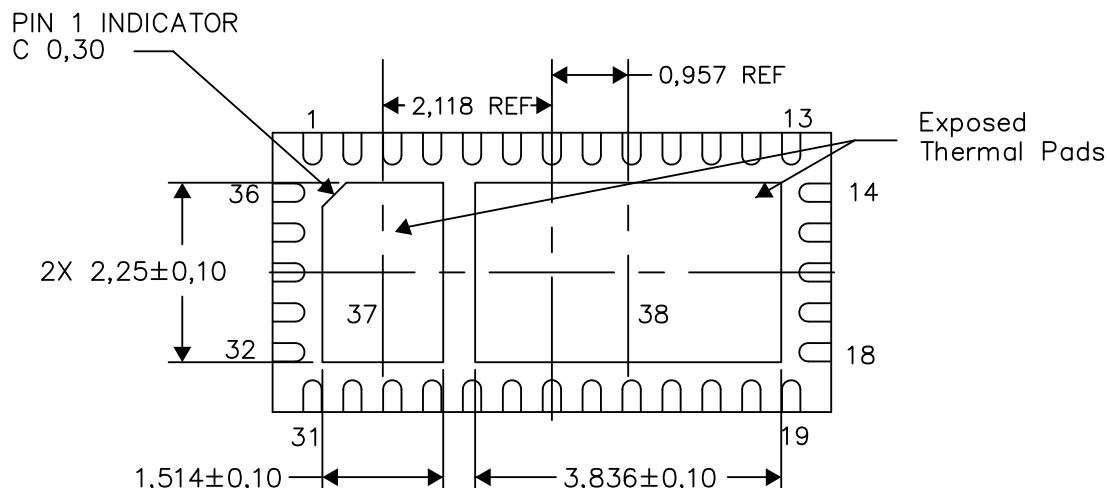 PIN 1 INDICATOR
C 0,30
0,957 REF
2,118 REF
1
13
Exposed
Thermal Pads
36
14
2X 2,25±0,10
37
38
32
18
31
19
1,514±0,10
3,836±0,10